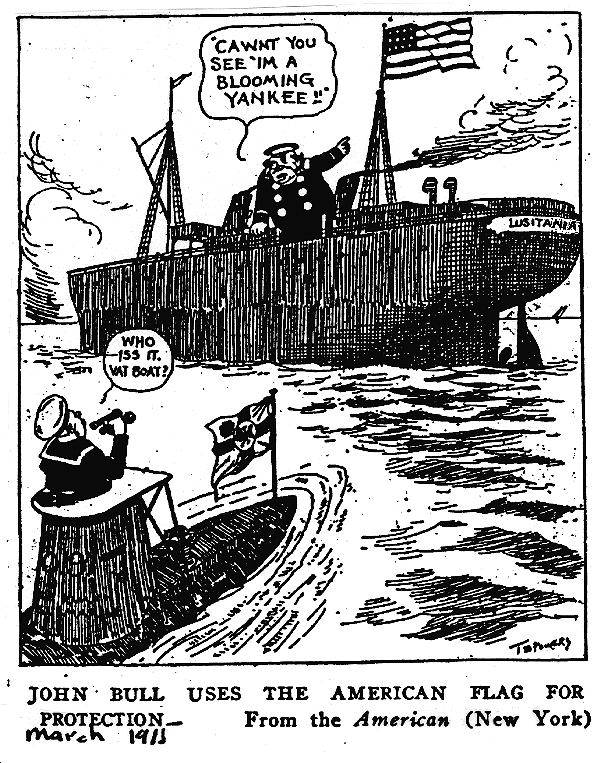 "CAWNT YOU
SEE 'IM A
BLOOMING
YANKEE!!"
LUSITANIA
WHO
ISS IT.
VAT BOAT?
T.E. POWERS
JOHN BULL USES THE AMERICAN FLAG FOR
PROTECTION— From the American (New York)
March 1915